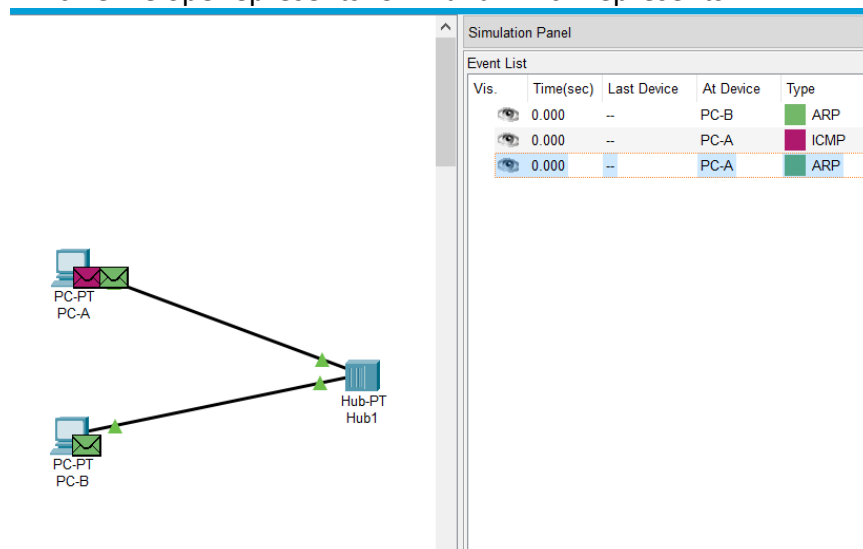 Simulation Panel
Event List
Vis. Time(sec) Last Device At Device Type
0.000 -- PC-B ARP
0.000 -- PC-A ICMP
0.000 -- PC-A ARP
PC-PT
PC-A
Hub-PT
Hub1
PC-PT
PC-B